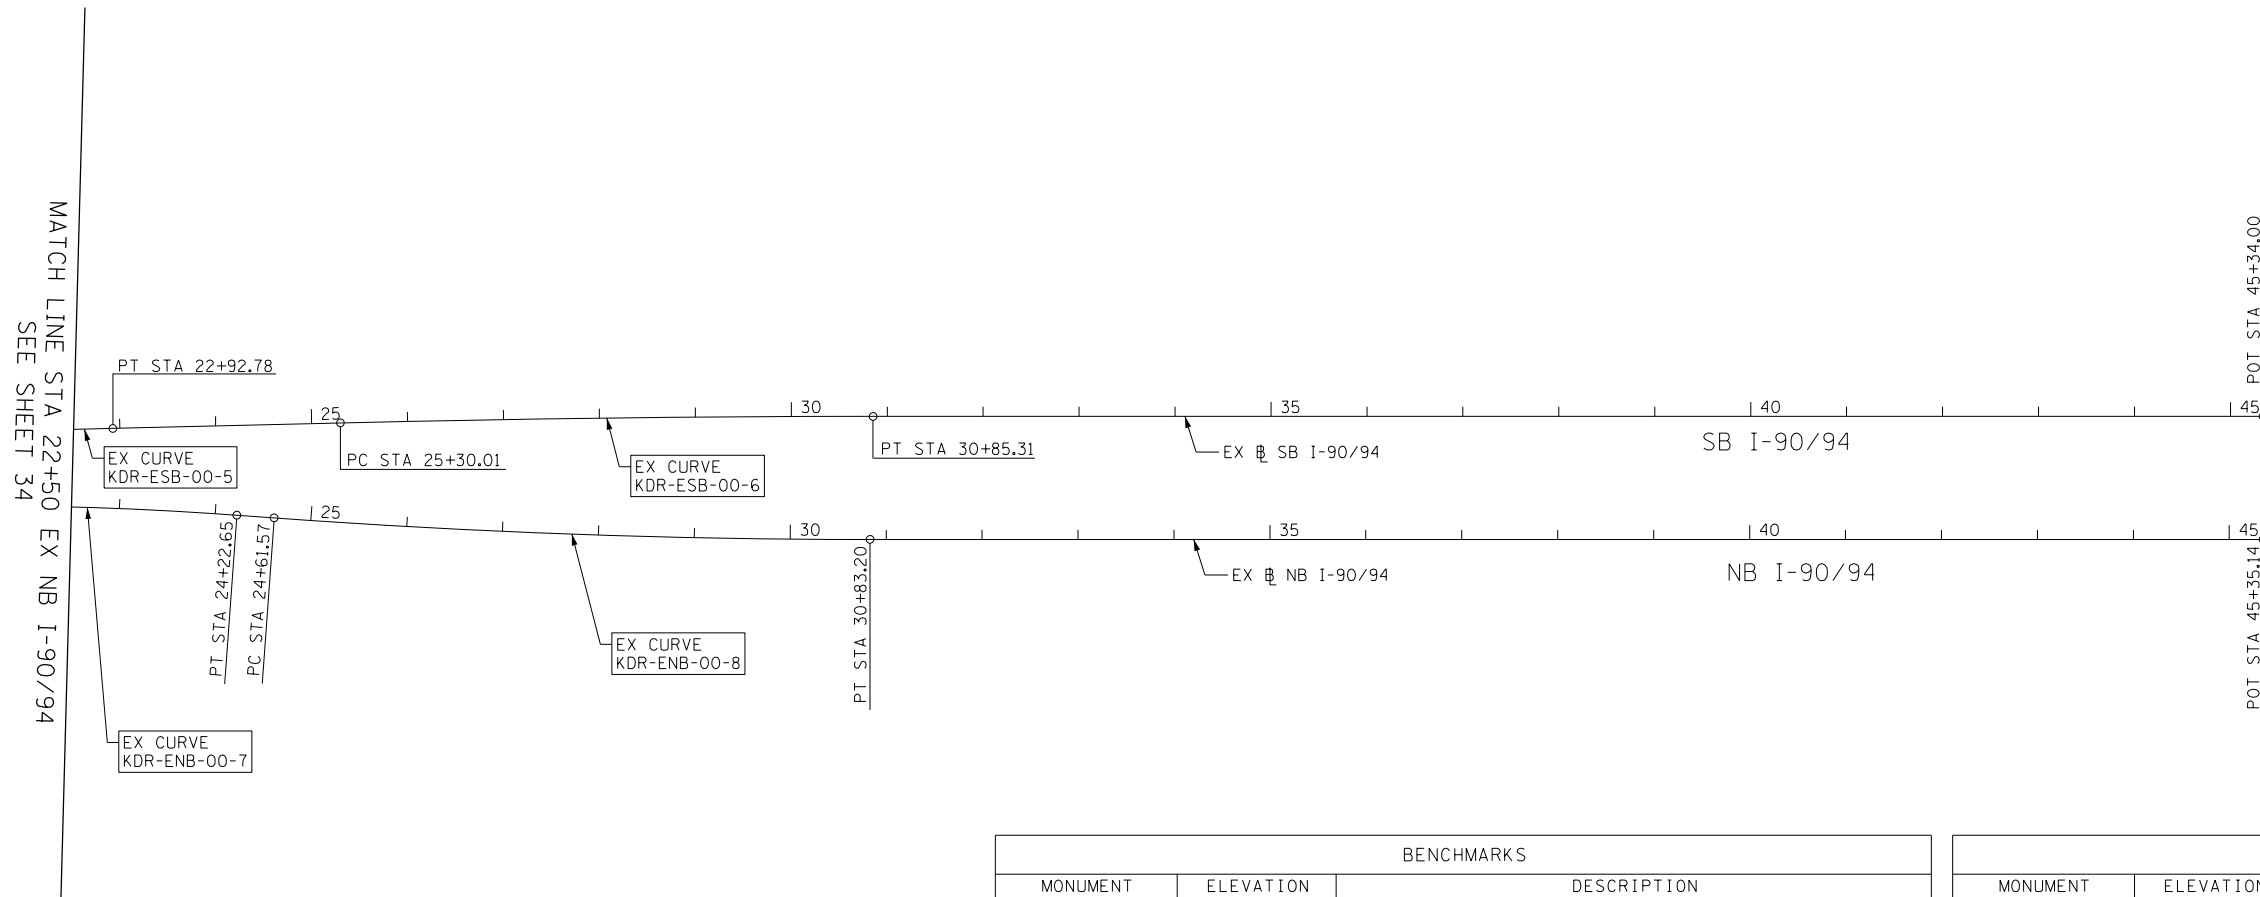 MATCH LINE STA 22+50 EX NB I-90/94
SEE SHEET 34
PT STA 22+92.78
25
30
35
40
45
POT STA 45+34.00
EX CURVE
KDR-ESB-00-5
PC STA 25+30.01
EX CURVE
KDR-ESB-00-6
PT STA 30+85.31
EX BL SB I-90/94
SB I-90/94
25
30
35
40
45
PT STA 24+22.65
PC STA 24+61.57
PT STA 30+83.20
EX BL NB I-90/94
NB I-90/94
POT STA 45+35.14
EX CURVE
KDR-ENB-00-8
EX CURVE
KDR-ENB-00-7
BENCHMARKS
MONUMENT ELEVATION DESCRIPTION
MONUMENT ELEVATION